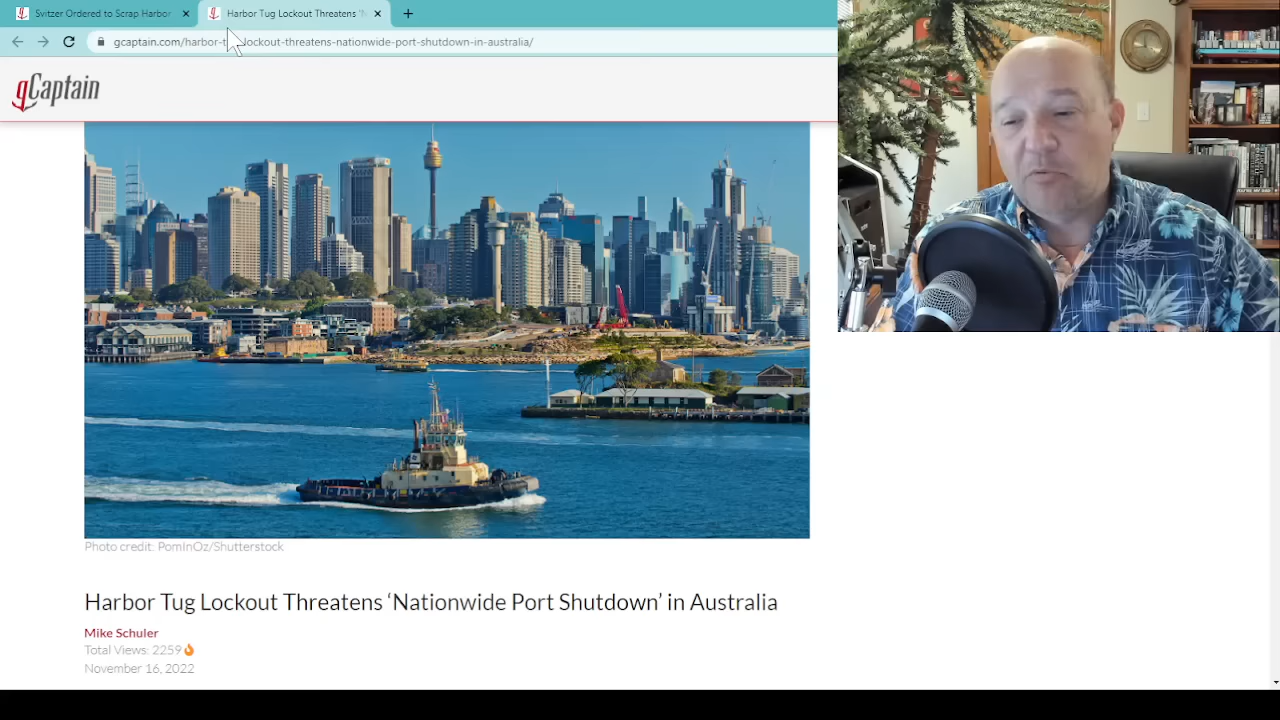 Svitzer Ordered to Scrap Harbor
Harbor Tug Lockout Threatens 'N
gcaptain.com/harbor-t lockout-threatens-nationwide-port-shutdown-in-australia/
gCaptain
Photo credit: PomInOz/Shutterstock
Harbor Tug Lockout Threatens ‘Nationwide Port Shutdown’ in Australia
Mike Schuler
Total Views: 2259
November 16, 2022